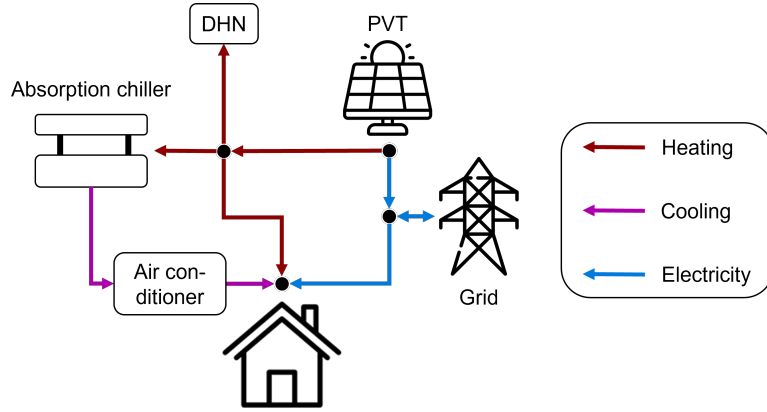 DHN
PVT
Absorption chiller
Heating
Cooling
Air con-
ditioner
Electricity
Grid